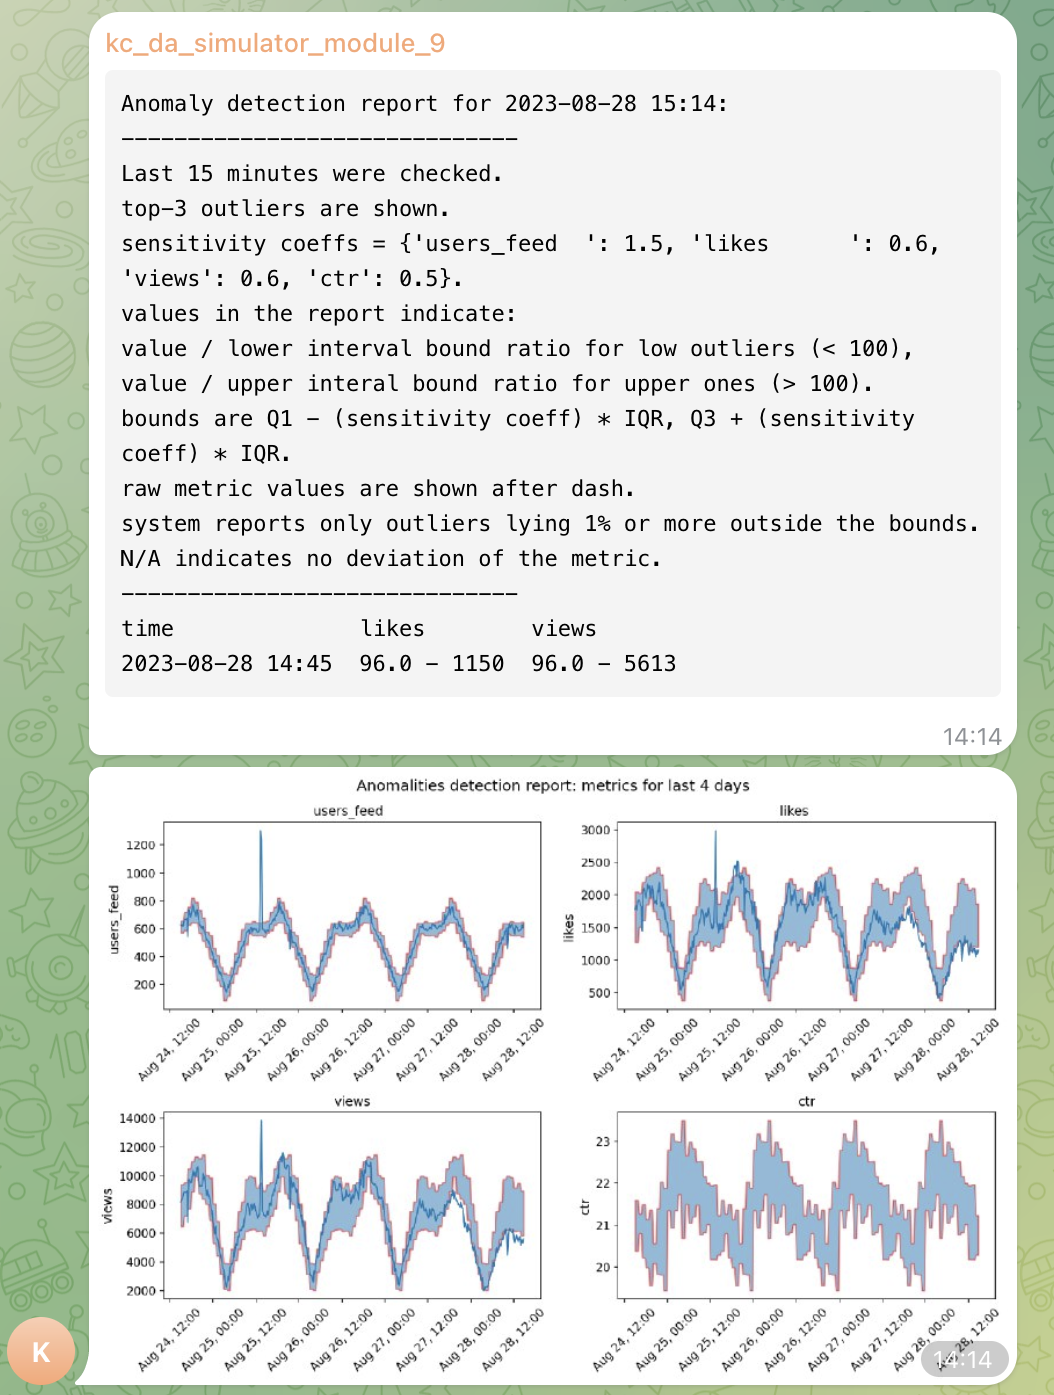 kc_da_simulator_module_9
Anomaly detection report for 2023-08-28 15:14:
------------------------------
Last 15 minutes were checked.
top-3 outliers are shown.
sensitivity coeffs = {'users_feed  ': 1.5, 'likes      ': 0.6,
'views': 0.6, 'ctr': 0.5}.
values in the report indicate:
value / lower interval bound ratio for low outliers (< 100),
value / upper interal bound ratio for upper ones (> 100).
bounds are Q1 - (sensitivity coeff) * IQR, Q3 + (sensitivity
coeff) * IQR.
raw metric values are shown after dash.
system reports only outliers lying 1% or more outside the bounds.
N/A indicates no deviation of the metric.
------------------------------
time likes views
2023-08-28 14:45 96.0 - 1150 96.0 - 5613
14:14
Anomalities detection report: metrics for last 4 days
users_feed
1200
1000
800
600
400
200
users_feed
Aug 24, 12:00
Aug 25, 00:00
Aug 25, 12:00
Aug 26, 00:00
Aug 26, 12:00
Aug 27, 00:00
Aug 27, 12:00
Aug 28, 00:00
Aug 28, 12:00
likes
3000
2500
2000
1500
1000
500
likes
Aug 24, 12:00
Aug 25, 00:00
Aug 25, 12:00
Aug 26, 00:00
Aug 26, 12:00
Aug 27, 00:00
Aug 27, 12:00
Aug 28, 00:00
Aug 28, 12:00
views
14000
12000
10000
8000
6000
4000
2000
views
Aug 24, 12:00
Aug 25, 00:00
Aug 25, 12:00
Aug 26, 00:00
Aug 26, 12:00
Aug 27, 00:00
Aug 27, 12:00
Aug 28, 00:00
Aug 28, 12:00
ctr
23
22
21
20
ctr
Aug 24, 12:00
Aug 25, 00:00
Aug 25, 12:00
Aug 26, 00:00
Aug 26, 12:00
Aug 27, 00:00
Aug 27, 12:00
Aug 28, 00:00
Aug 28, 12:00
K
14:14